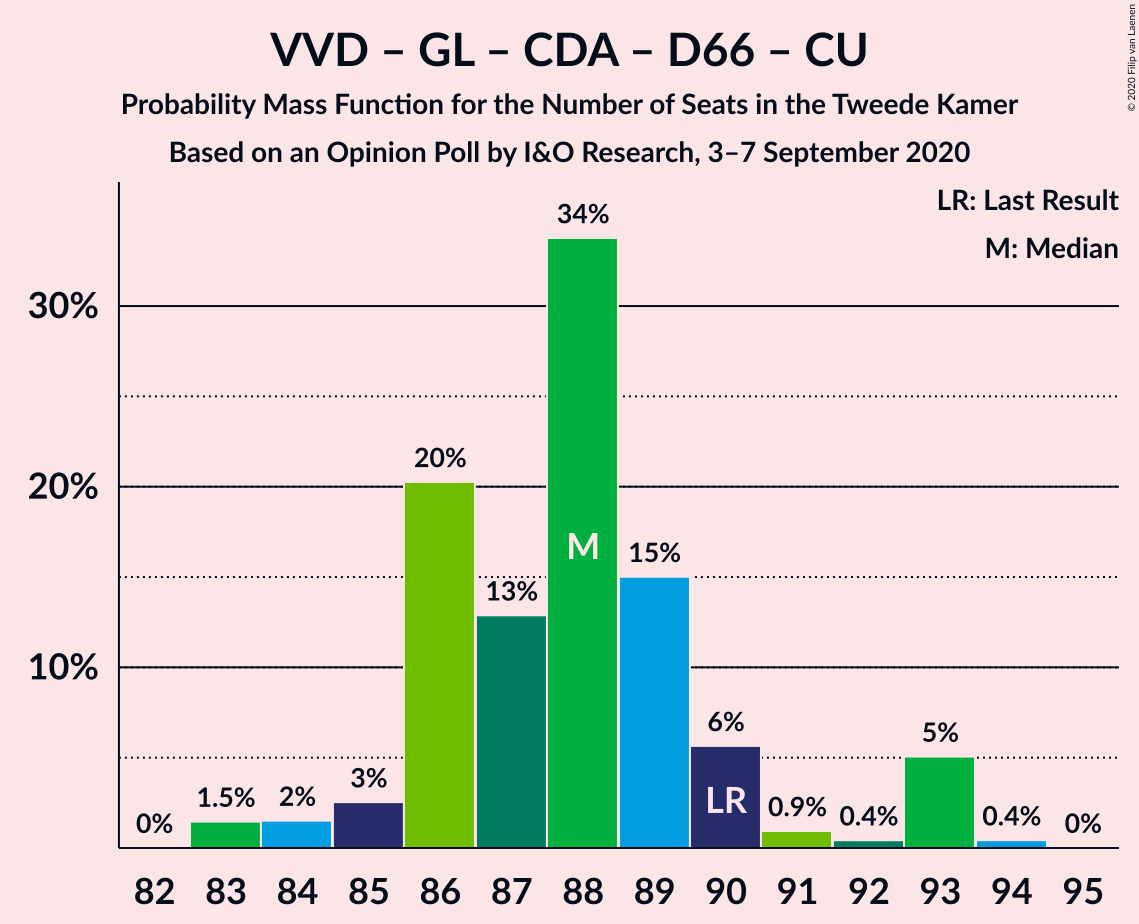 VVD – GL – CDA – D66 – CU
Probability Mass Function for the Number of Seats in the Tweede Kamer
Based on an Opinion Poll by I&O Research, 3–7 September 2020
© 2020 Filip van Laenen
LR: Last Result
M: Median
34%
30%
20%
20%
M
15%
13%
10%
6%
5%
3%
LR
1.5%
2%
0.9%
0.4%
0.4%
0%
0%
82 83 84 85 86 87 88 89 90 91 92 93 94 95